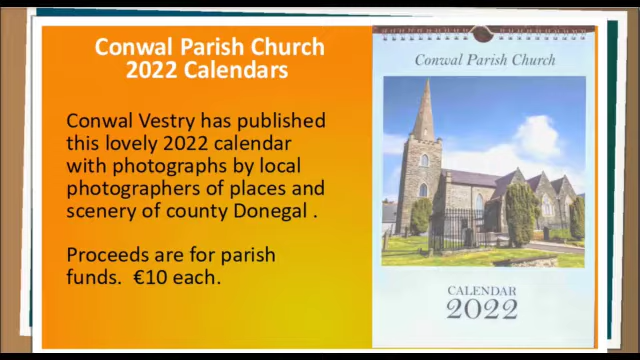 Conwal Parish Church
2022 Calendars
Conwal Vestry has published
this lovely 2022 calendar
with photographs by local
photographers of places and
scenery of county Donegal .
Proceeds are for parish
funds.  €10 each.
Conwal Parish Church
CALENDAR
2022